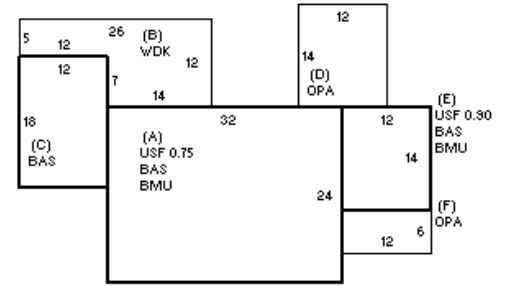 12
26
(B)
WDK
5
12
12
12
14
(D)
OPA
7
14
18
(C)
BAS
32
(A)
USF 0.75
BAS
BMU
24
12
14
(E)
USF 0.90
BAS
BMU
(F)
OPA
6
12